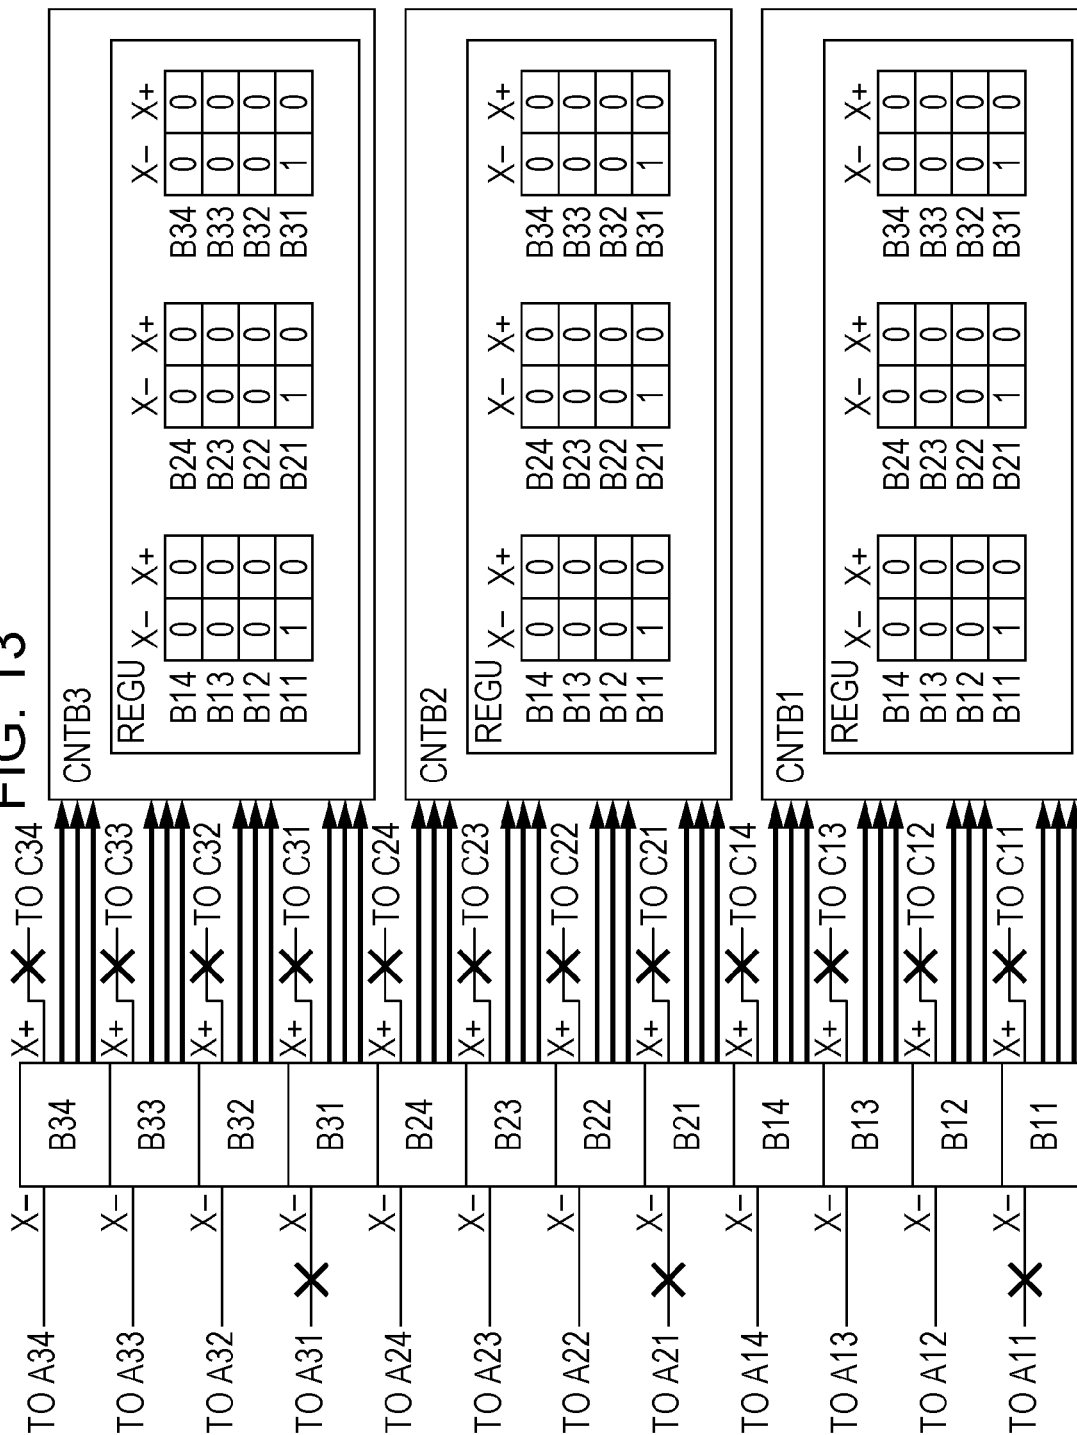 FIG. 13
TO A34 X− B34 X+ TO C34
TO A33 X− B33 X+ TO C33
TO A32 X− B32 X+ TO C32
TO A31 X− B31 X+ TO C31
CNTB3
REGU X− X+ X− X+ X− X+
B14 0 0 B24 0 0 B34 0 0
B13 0 0 B23 0 0 B33 0 0
B12 0 0 B22 0 0 B32 0 0
B11 1 0 B21 1 0 B31 1 0
TO A24 X− B24 X+ TO C24
TO A23 X− B23 X+ TO C23
TO A22 X− B22 X+ TO C22
TO A21 X− B21 X+ TO C21
CNTB2
REGU X− X+ X− X+ X− X+
B14 0 0 B24 0 0 B34 0 0
B13 0 0 B23 0 0 B33 0 0
B12 0 0 B22 0 0 B32 0 0
B11 1 0 B21 1 0 B31 1 0
TO A14 X− B14 X+ TO C14
TO A13 X− B13 X+ TO C13
TO A12 X− B12 X+ TO C12
TO A11 X− B11 X+ TO C11
CNTB1
REGU X− X+ X− X+ X− X+
B14 0 0 B24 0 0 B34 0 0
B13 0 0 B23 0 0 B33 0 0
B12 0 0 B22 0 0 B32 0 0
B11 1 0 B21 1 0 B31 1 0